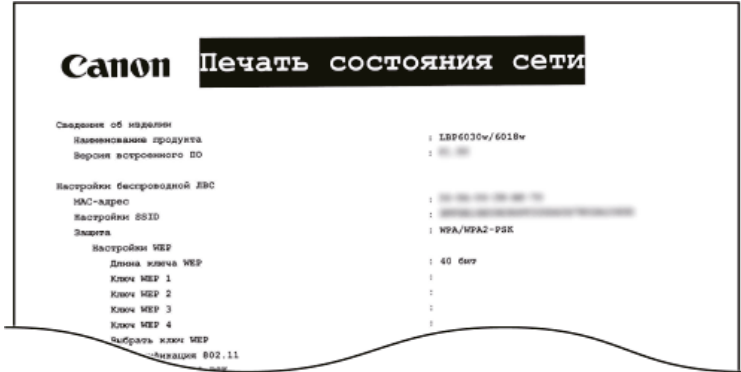 Canon Печать состояния сети
Сведения об изделии
Наименование продукта : LBP6030w/6018w
Версия встроенного ПО :
Настройки беспроводной ЛВС
MAC-адрес :
Настройки SSID :
Защита : WPA/WPA2-PSK
Настройки WEP
Длина ключа WEP : 40 бит
Ключ WEP 1 :
Ключ WEP 2 :
Ключ WEP 3 :
Ключ WEP 4 :
Выбрать ключ WEP
802.11